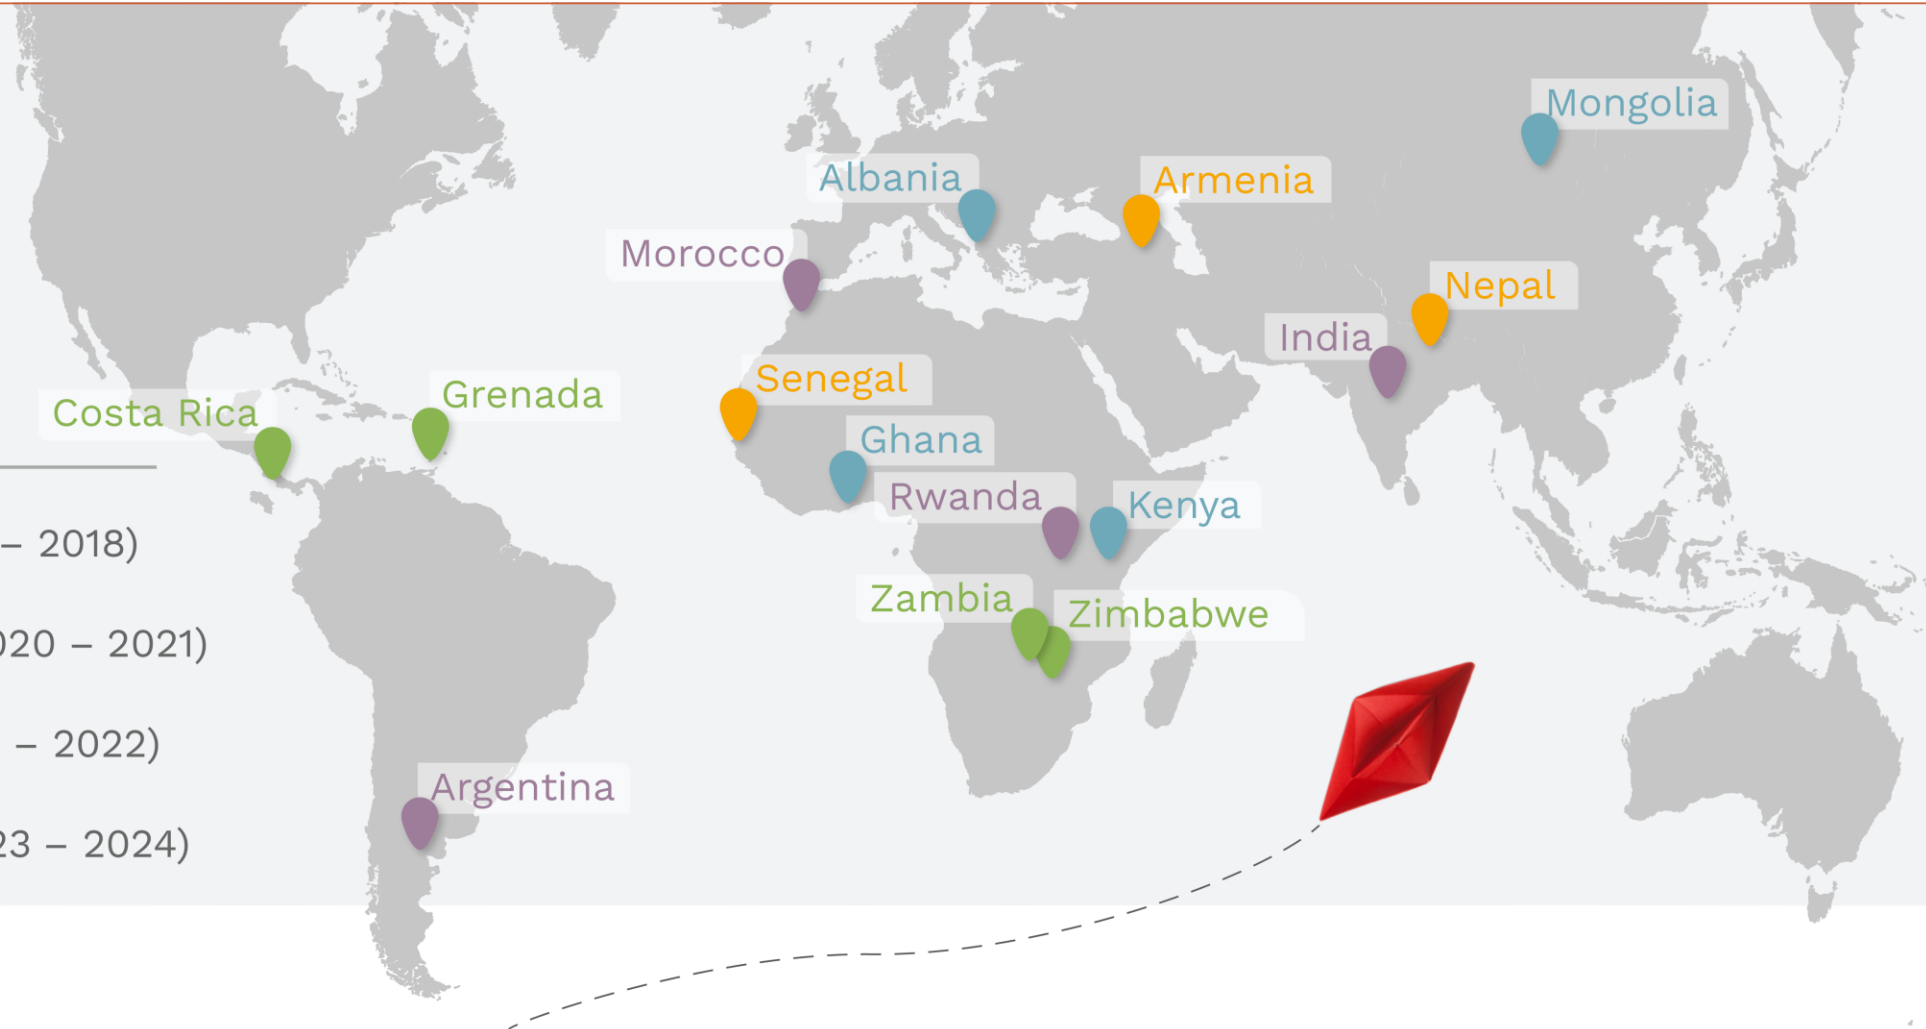 Mongolia
Albania
Armenia
Morocco
Nepal
India
Senegal
Grenada
Costa Rica
Ghana
Rwanda
Kenya
– 2018)
Zambia
Zimbabwe
020 – 2021)
– 2022)
Argentina
23 – 2024)